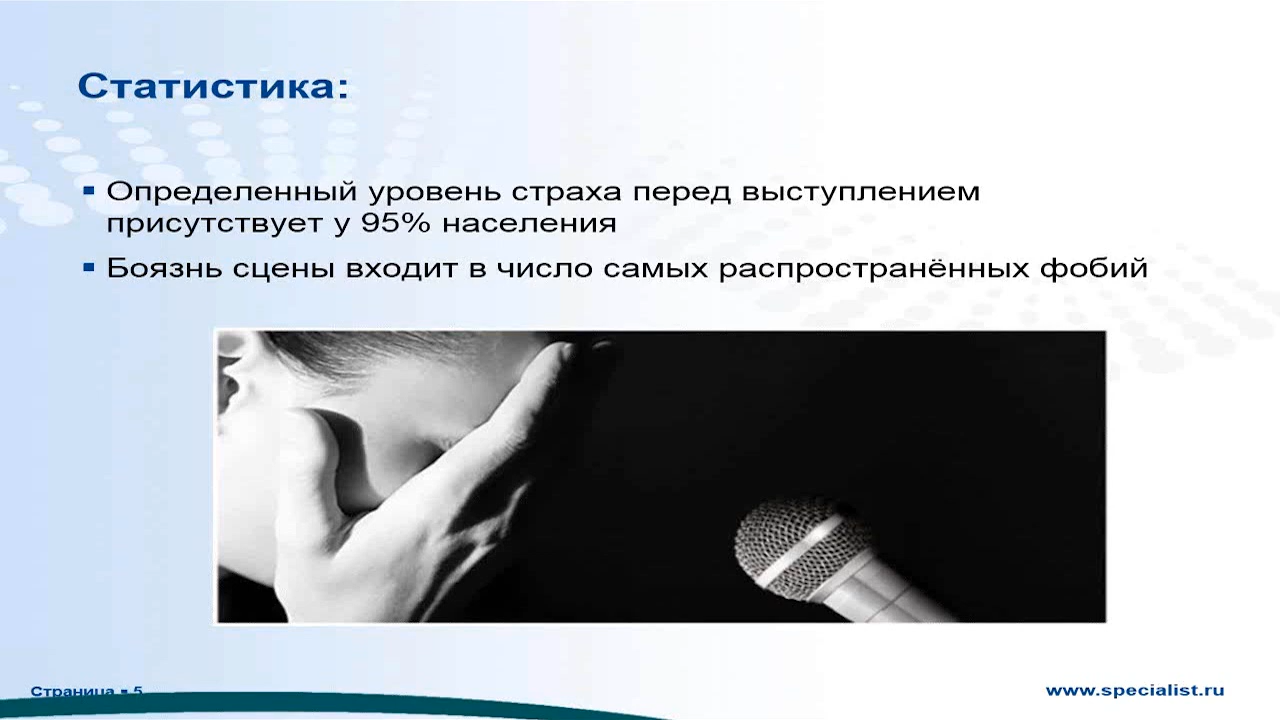 Статистика:
Определенный уровень страха перед выступлением
присутствует у 95% населения
Боязнь сцены входит в число самых распространённых фобий
Страница ▪ 5
www.specialist.ru